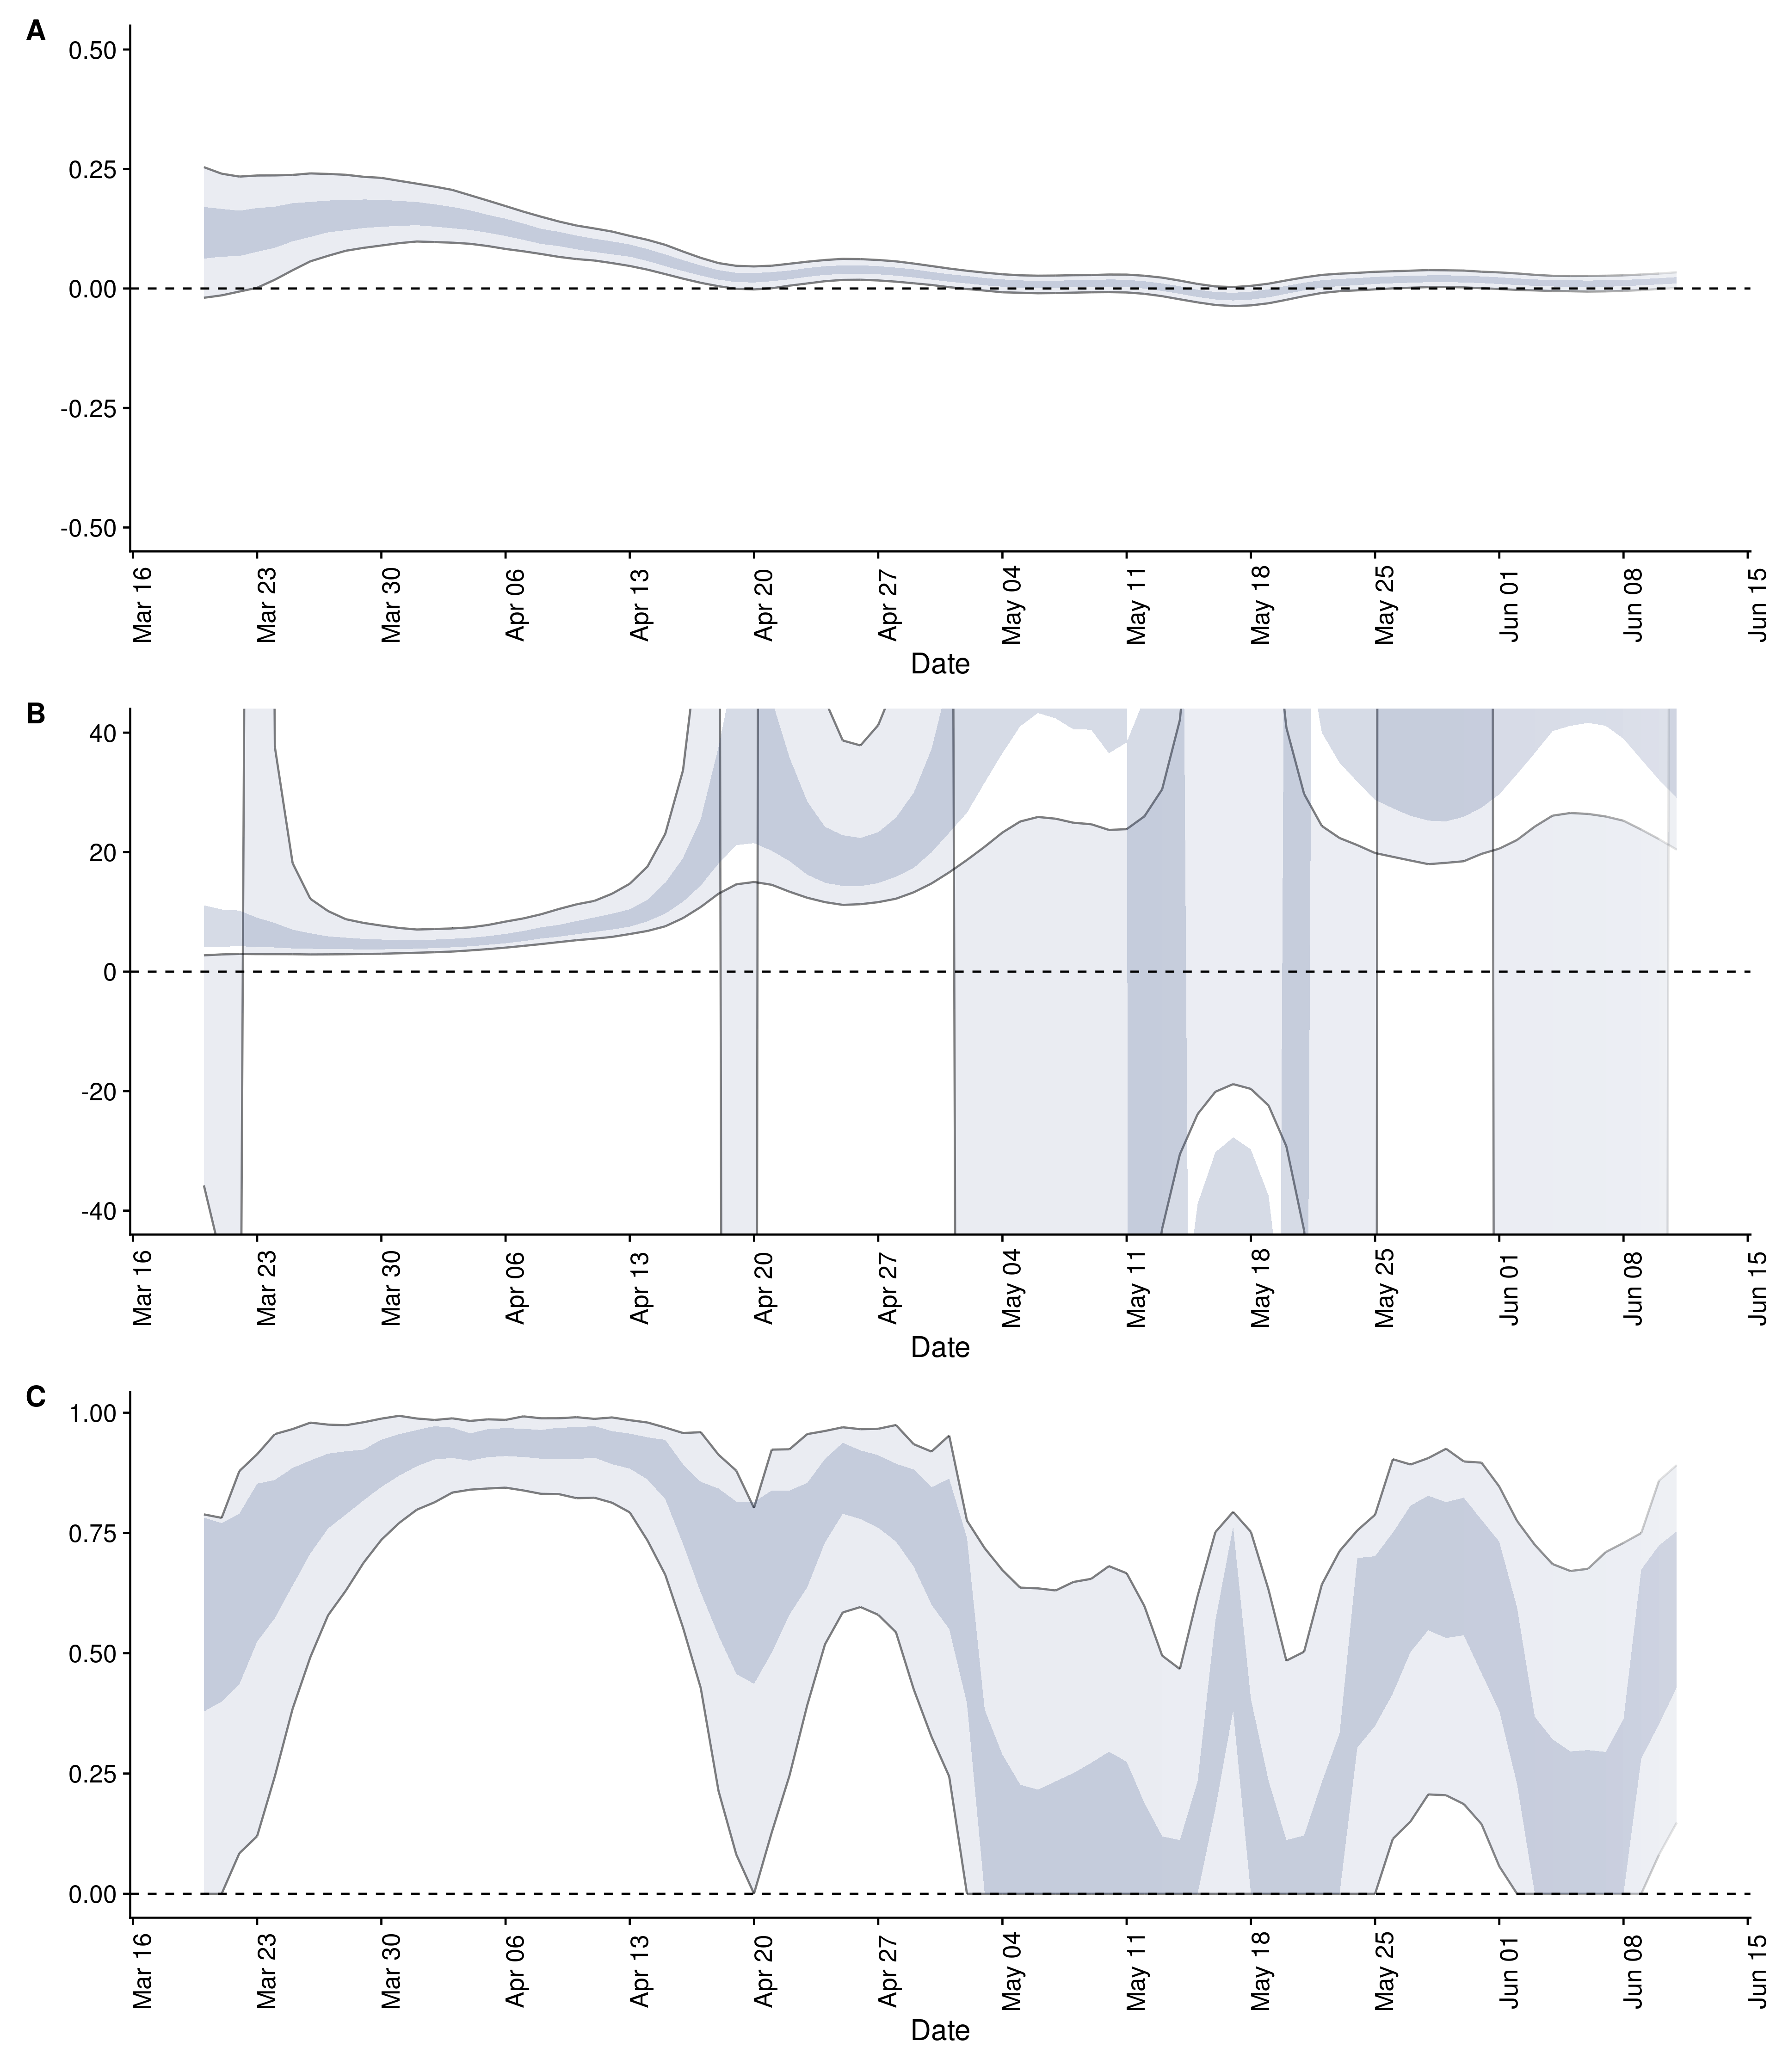 A
0.50
0.25
0.00
-0.25
-0.50
Mar 16
Mar 23
Mar 30
Apr 06
Apr 13
Apr 20
Apr 27
May 04
May 11
May 18
May 25
Jun 01
Jun 08
Jun 15
Date
B
40
20
0
-20
-40
Mar 16
Mar 23
Mar 30
Apr 06
Apr 13
Apr 20
Apr 27
May 04
May 11
May 18
May 25
Jun 01
Jun 08
Jun 15
Date
C
1.00
0.75
0.50
0.25
0.00
Mar 16
Mar 23
Mar 30
Apr 06
Apr 13
Apr 20
Apr 27
May 04
May 11
May 18
May 25
Jun 01
Jun 08
Jun 15
Date